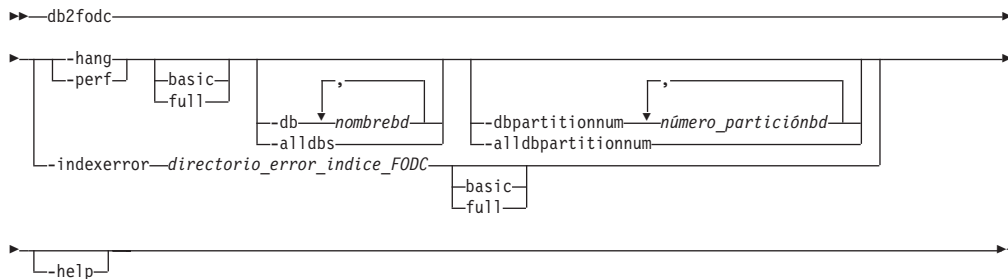 db2fodc
-hang
-perf
basic
full
-db nombrebd
,
-alldbs
-dbpartitionnum número_particiónbd
,
-alldbpartitionnum
-indexerror directorio_error_indice_FODC
basic
full
-help